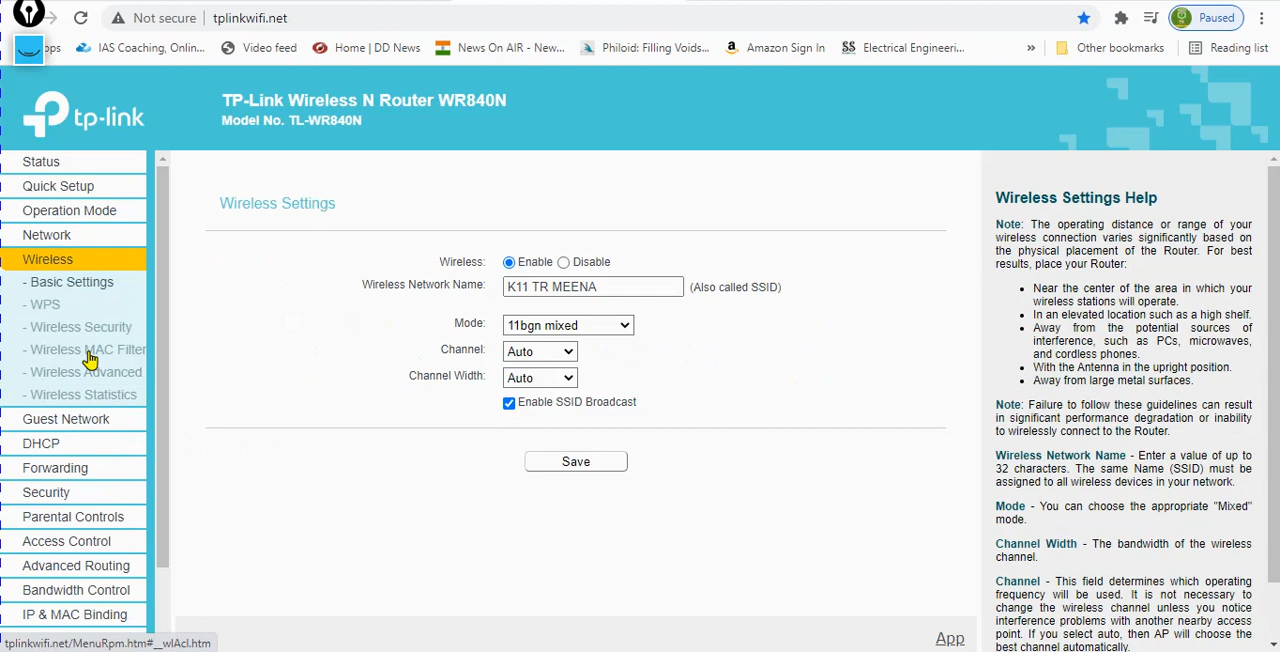 Not secure | tplinkwifi.net
Paused
IAS Coaching, Onlin...
Video feed
Home | DD News
News On AIR - New...
Philoid: Filling Voids...
Amazon Sign In
Electrical Engineeri...
»
Other bookmarks
Reading list
tp-link
TP-Link Wireless N Router WR840N
Model No. TL-WR840N
Status
Quick Setup
Operation Mode
Network
Wireless
- Basic Settings
- WPS
- Wireless Security
- Wireless MAC Filter
- Wireless Advanced
- Wireless Statistics
Guest Network
DHCP
Forwarding
Security
Parental Controls
Access Control
Advanced Routing
Bandwidth Control
IP & MAC Binding
tplinkwifi.net/MenuRpm.htm#__wlAcl.htm
Wireless Settings
Wireless: Enable Disable
Wireless Network Name: K11 TR MEENA (Also called SSID)
Mode: 11bgn mixed
Channel: Auto
Channel Width: Auto
Enable SSID Broadcast
Save
App
Wireless Settings Help
Note: The operating distance or range of your
wireless connection varies significantly based on
the physical placement of the Router. For best
results, place your Router:
• Near the center of the area in which your
wireless stations will operate.
• In an elevated location such as a high shelf.
• Away from the potential sources of
interference, such as PCs, microwaves,
and cordless phones.
• With the Antenna in the upright position.
• Away from large metal surfaces.
Note: Failure to follow these guidelines can result
in significant performance degradation or inability
to wirelessly connect to the Router.
Wireless Network Name - Enter a value of up to
32 characters. The same Name (SSID) must be
assigned to all wireless devices in your network.
Mode - You can choose the appropriate "Mixed"
mode.
Channel Width - The bandwidth of the wireless
channel.
Channel - This field determines which operating
frequency will be used. It is not necessary to
change the wireless channel unless you notice
interference problems with another nearby access
point. If you select auto, then AP will choose the
best channel automatically.